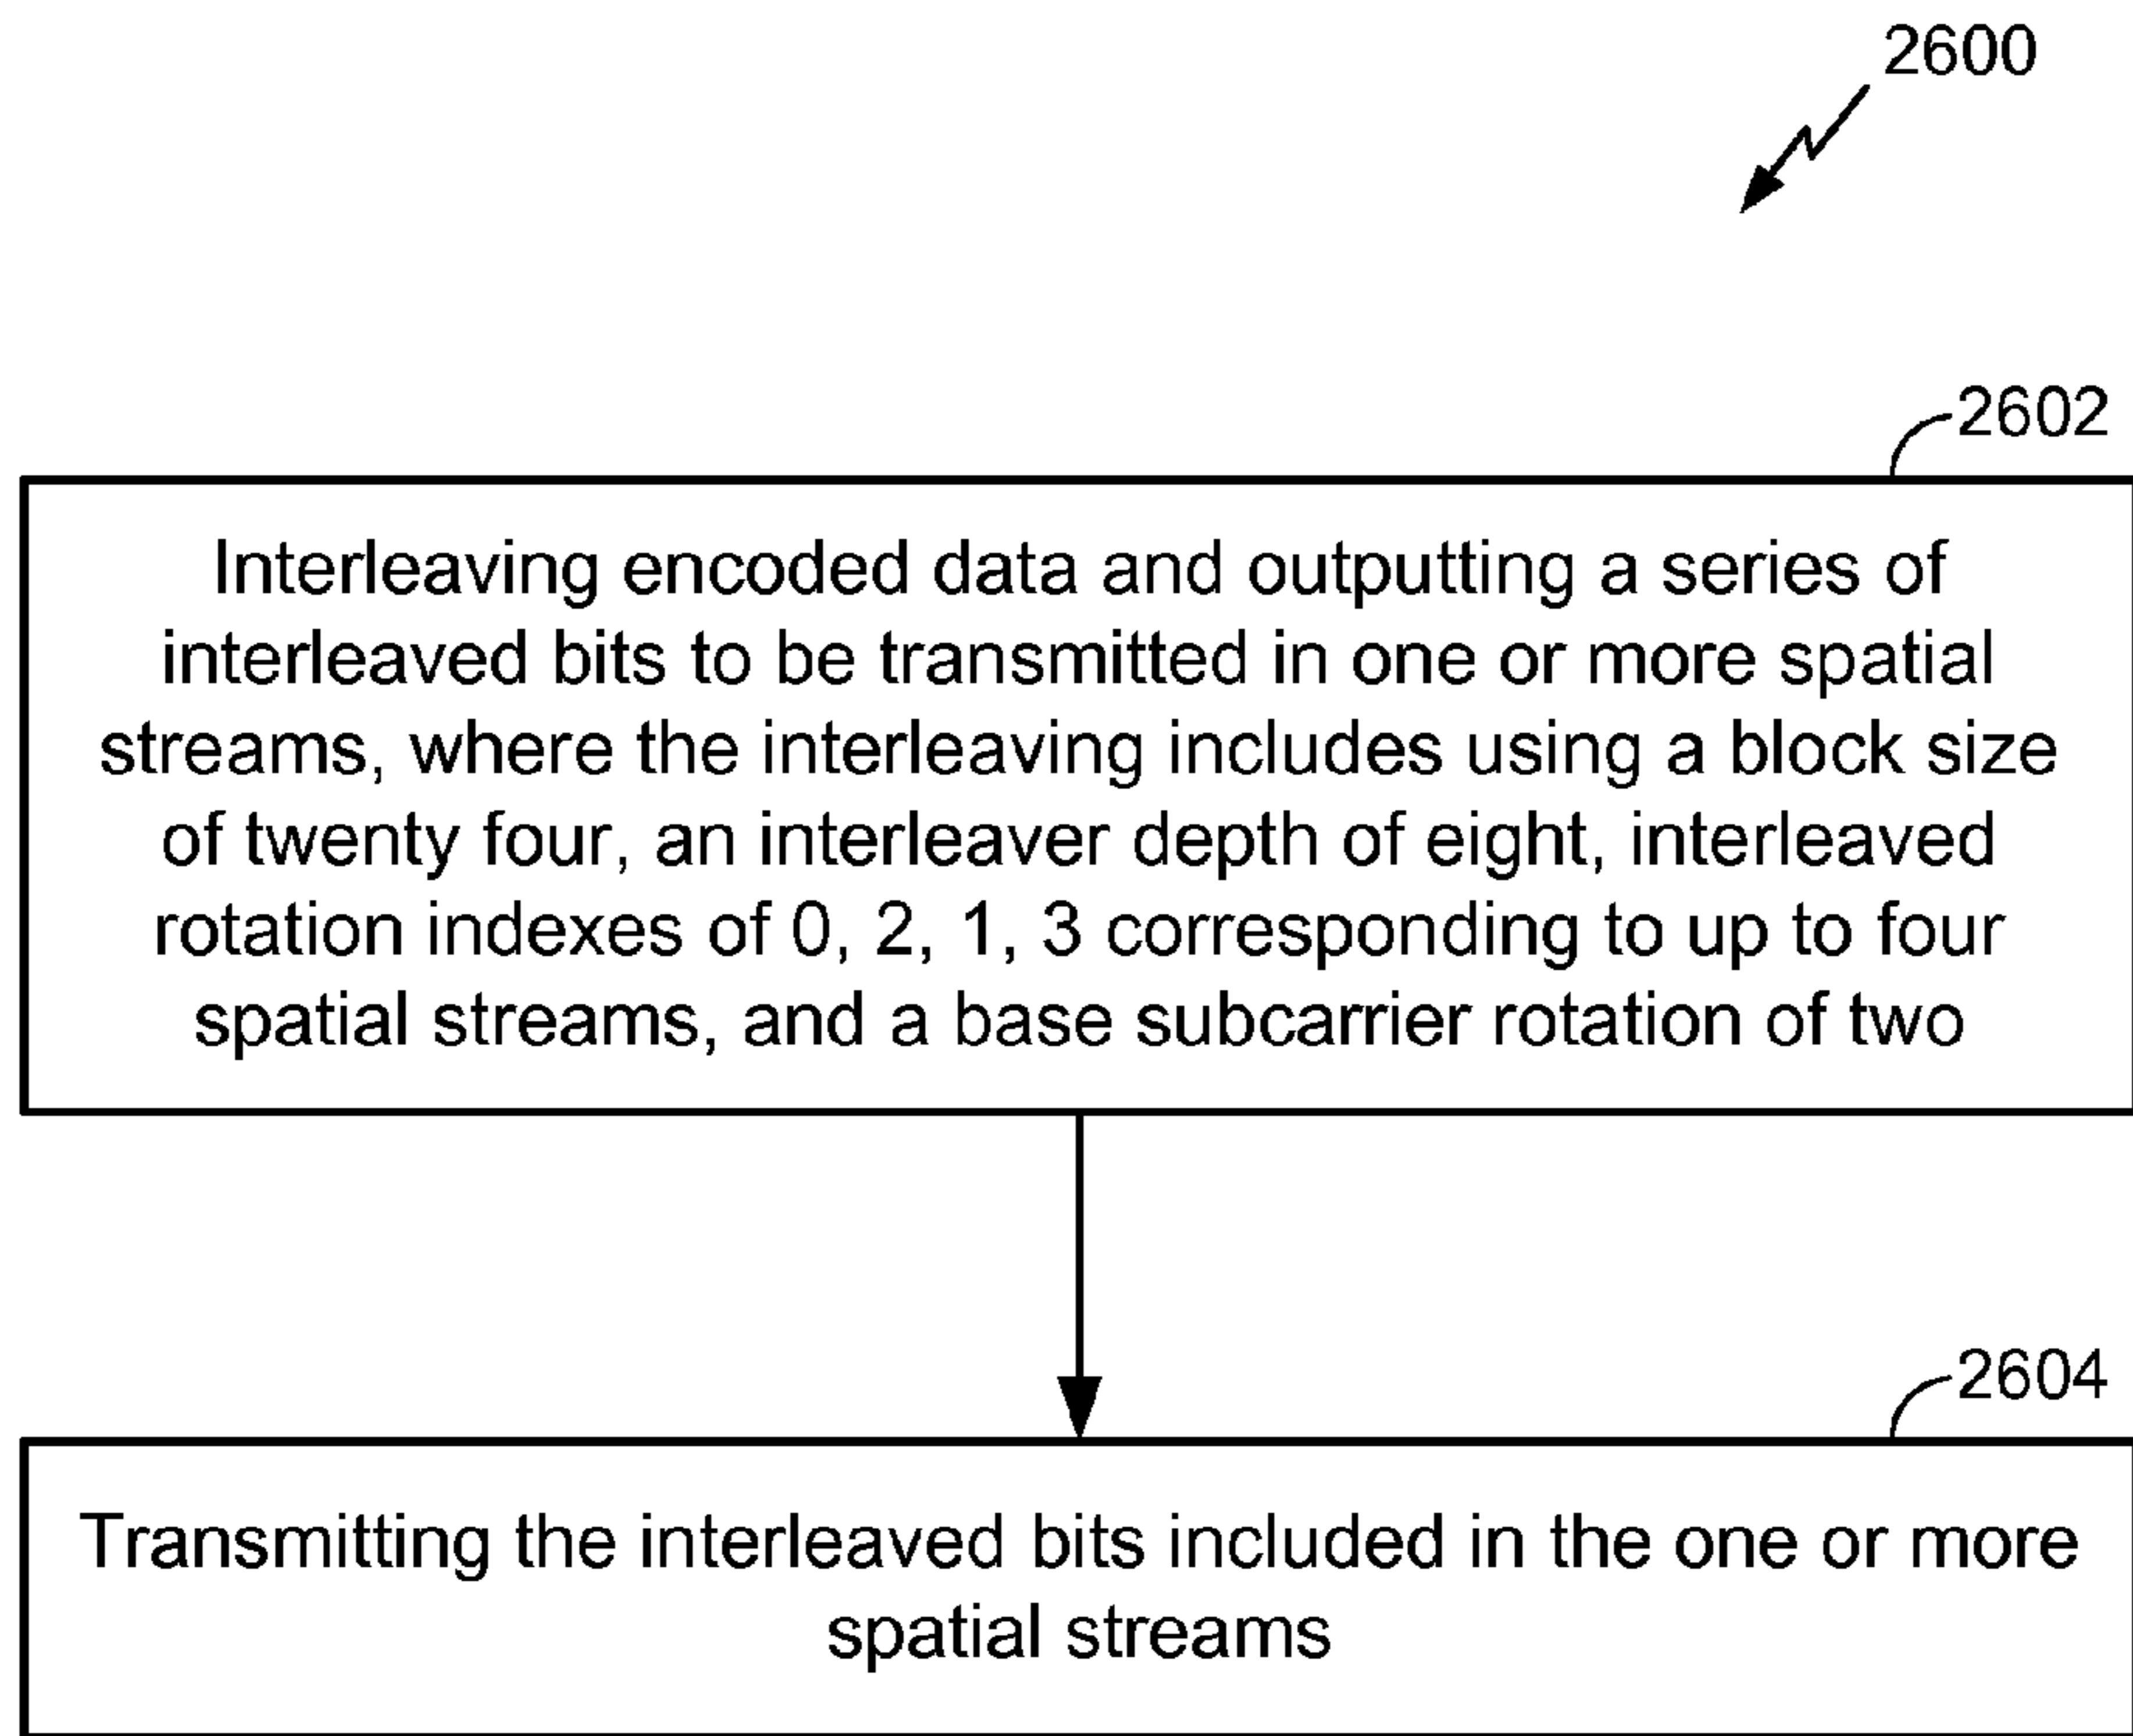 2600
2602
Interleaving encoded data and outputting a series of
interleaved bits to be transmitted in one or more spatial
streams, where the interleaving includes using a block size
of twenty four, an interleaver depth of eight, interleaved
rotation indexes of 0, 2, 1, 3 corresponding to up to four
spatial streams, and a base subcarrier rotation of two
2604
Transmitting the interleaved bits included in the one or more
spatial streams